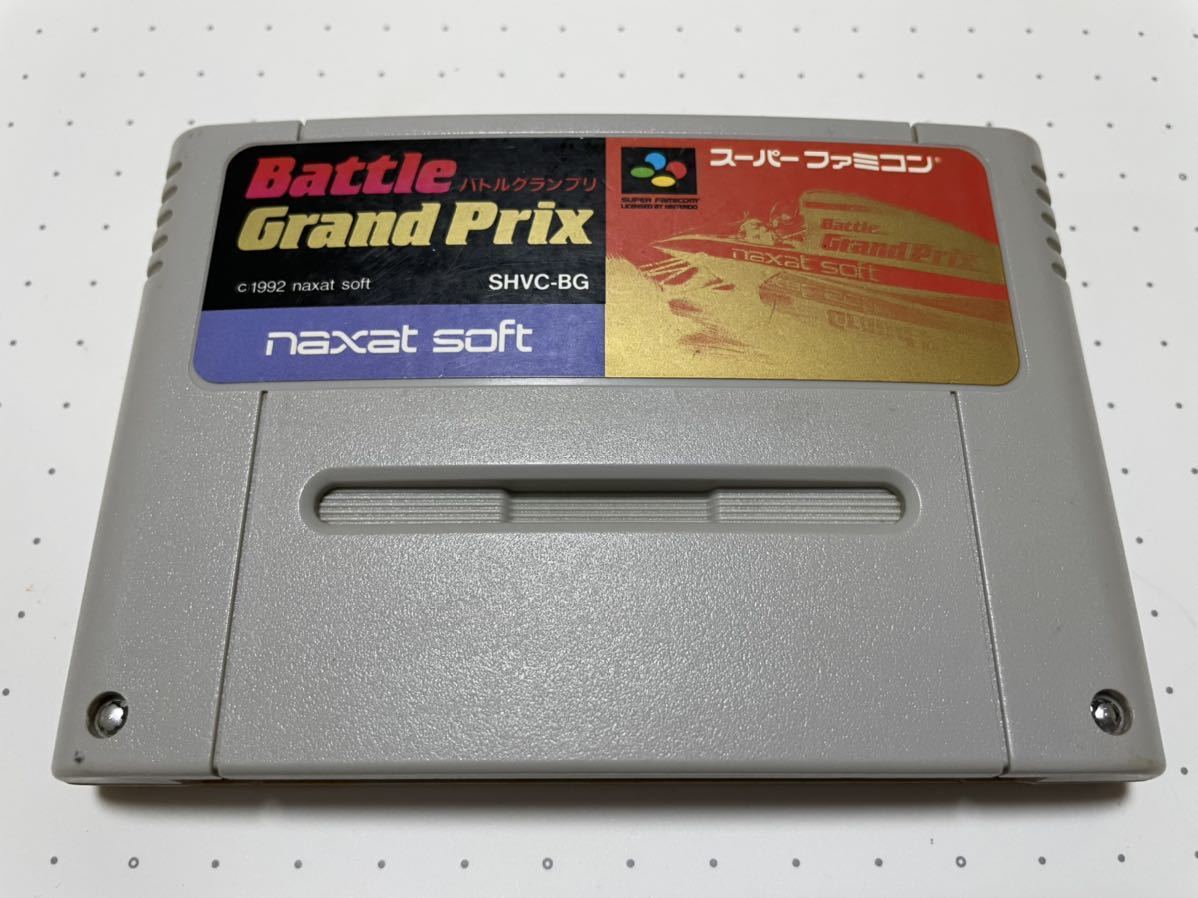 Battle
バトルグランプリ
Grand Prix
©1992 naxat soft
SHVC-BG
naxat soft
スーパーファミコン®
SUPER FAMICOM
LICENSED BY NINTENDO
Battle
Grand Prix
naxat soft